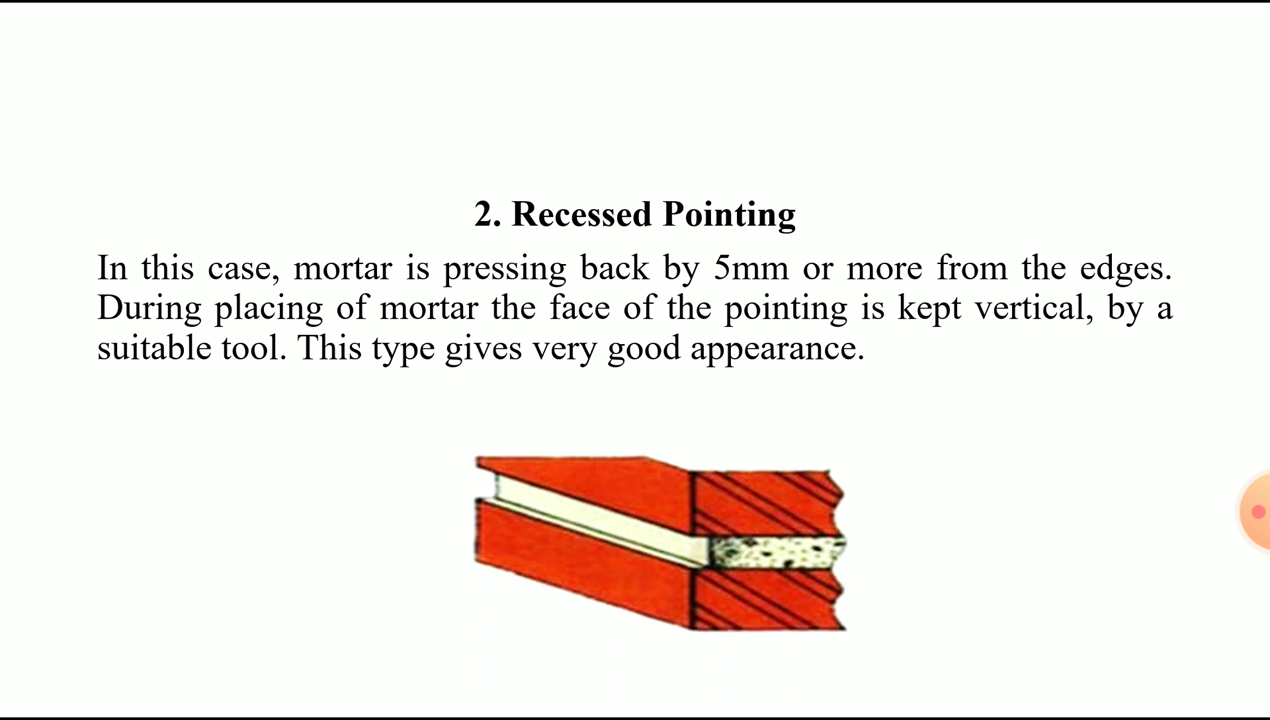 2. Recessed Pointing
In this case, mortar is pressing back by 5mm or more from the edges.
During placing of mortar the face of the pointing is kept vertical, by a
suitable tool. This type gives very good appearance.